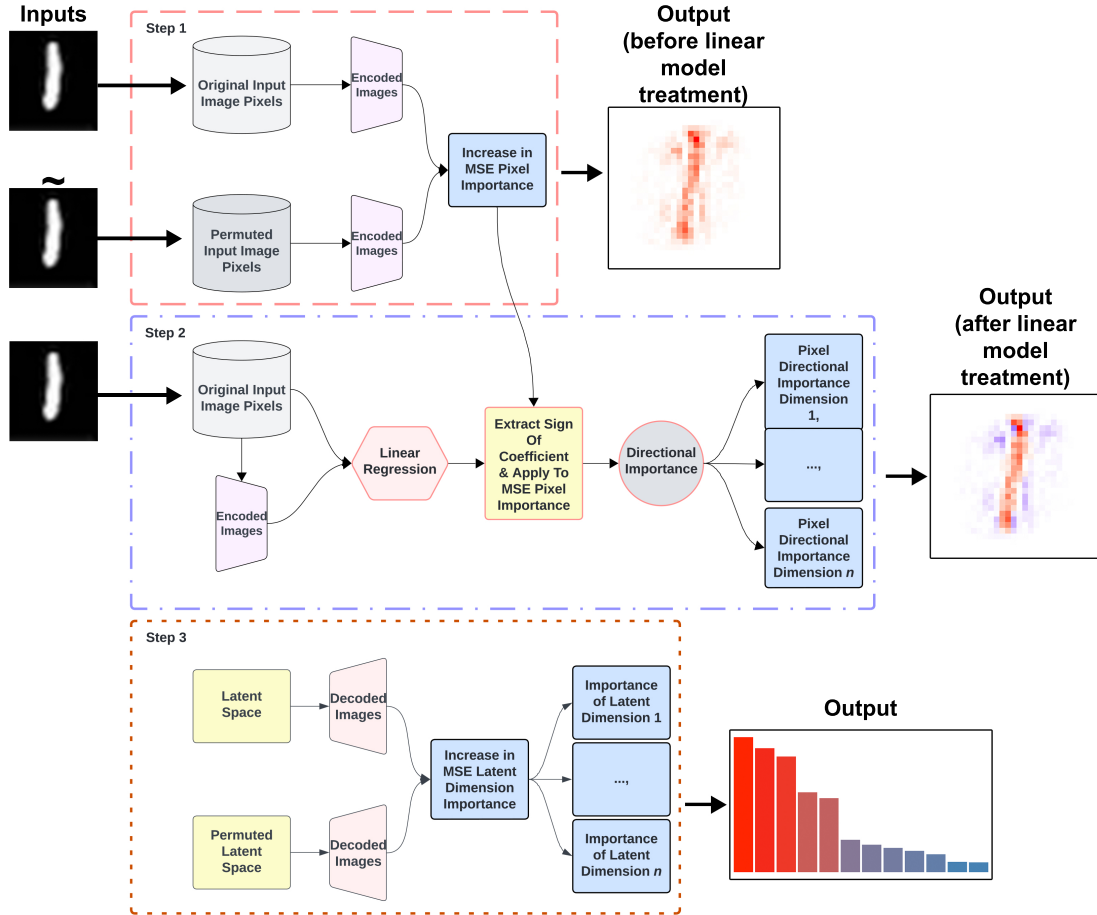 Inputs
Step 1
Original Input
Image Pixels
Encoded
Images
Increase in
MSE Pixel
Importance
Output
(before linear
model
treatment)
~
Permuted
Input Image
Pixels
Encoded
Images
Step 2
Original Input
Image Pixels
Encoded
Images
Linear
Regression
Extract Sign
Of
Coefficient
& Apply To
MSE Pixel
Importance
Directional
Importance
Pixel
Directional
Importance
Dimension
1,
...,
Pixel
Directional
Importance
Dimension n
Output
(after linear
model
treatment)
Step 3
Latent
Space
Decoded
Images
Permuted
Latent
Space
Decoded
Images
Increase in
MSE Latent
Dimension
Importance
Importance
of Latent
Dimension 1
...,
Importance
of Latent
Dimension n
Output